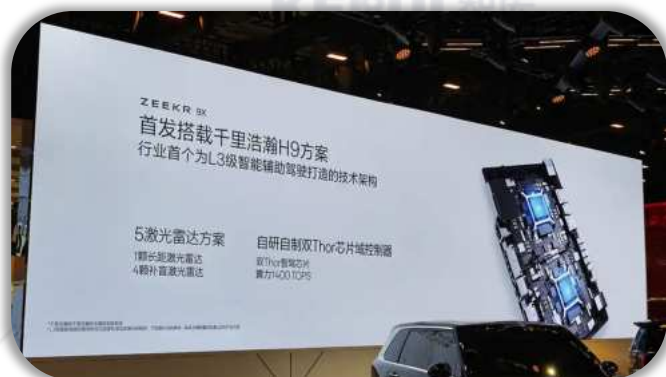 ZEEKR 9X
首发搭载千里浩瀚H9方案
行业首个为L3级智能辅助驾驶打造的技术架构
5激光雷达方案
1颗长距激光雷达
4颗补盲激光雷达
自研自制双Thor芯片域控制器
双Thor智驾芯片
算力1400TOPS